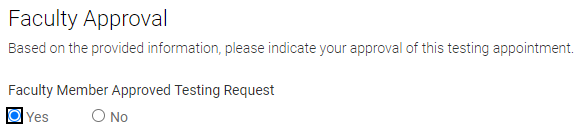 Faculty Approval
Based on the provided information, please indicate your approval of this testing appointment.
Faculty Member Approved Testing Request
Yes No